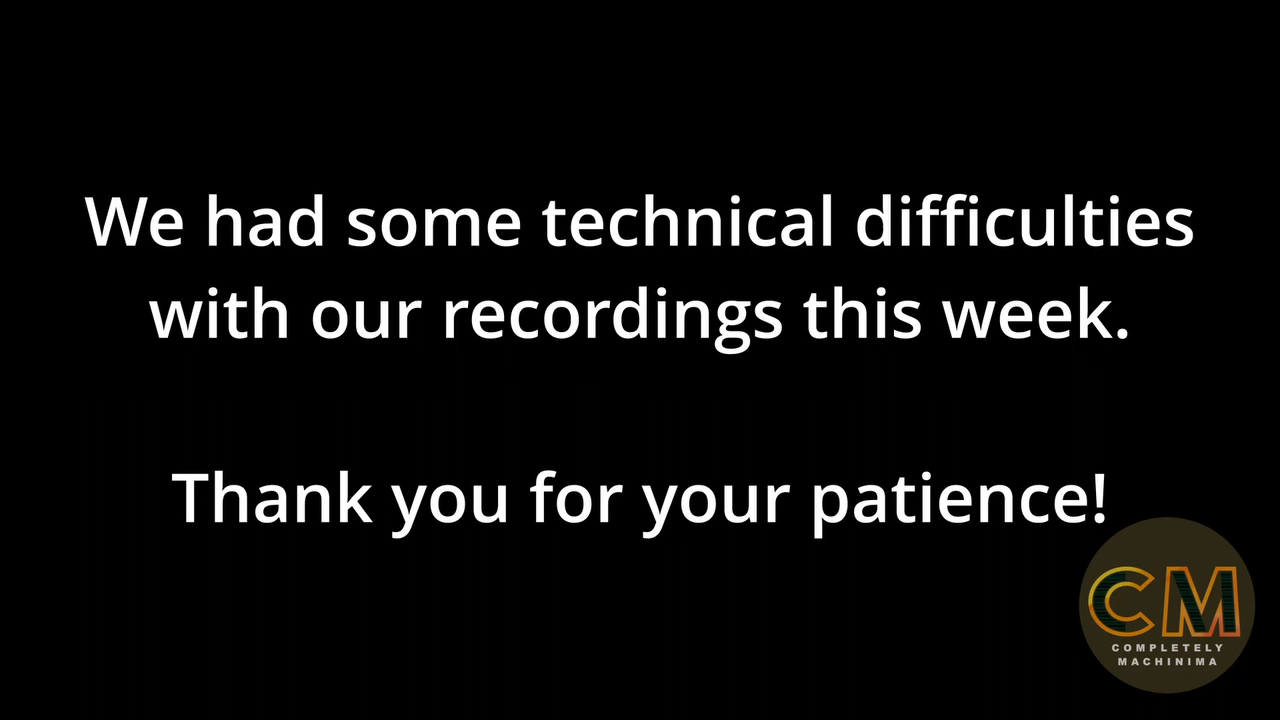 We had some technical difficulties
with our recordings this week.
Thank you for your patience!
CM
COMPLETELY
MACHINIMA